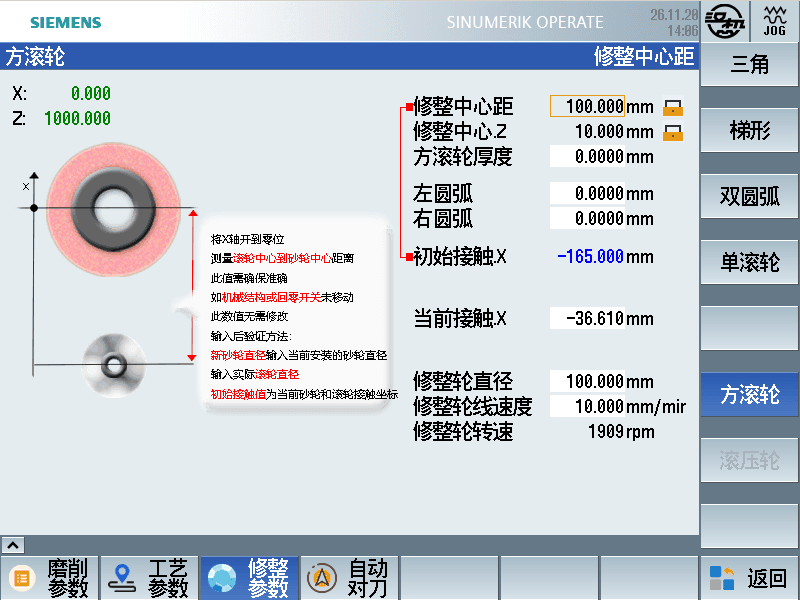 SIEMENS
SINUMERIK OPERATE
26.11.20
14:06
没机
JOG
方滚轮
修整中心距
三角
X: 0.000
Z: 1000.000
修整中心距 100.000 mm
修整中心.Z 10.000 mm
方滚轮厚度 0.0000 mm
梯形
x
左圆弧 0.0000 mm
右圆弧 0.0000 mm
双圆弧
将X轴开到零位
测量滚轮中心到砂轮中心距离
此值需确保准确
如机械结构或回零开关未移动
此数值无需修改
输入后验证方法:
新砂轮直径输入当前安装的砂轮直径
输入实际滚轮直径
初始接触值为当前砂轮和滚轮接触坐标
初始接触.X -165.000 mm
单滚轮
当前接触.X -36.610 mm
修整轮直径 100.000 mm
修整轮线速度 10.000 mm/mir
修整轮转速 1909 rpm
方滚轮
滚压轮
磨削参数
工艺参数
修整参数
自动对刀
返回